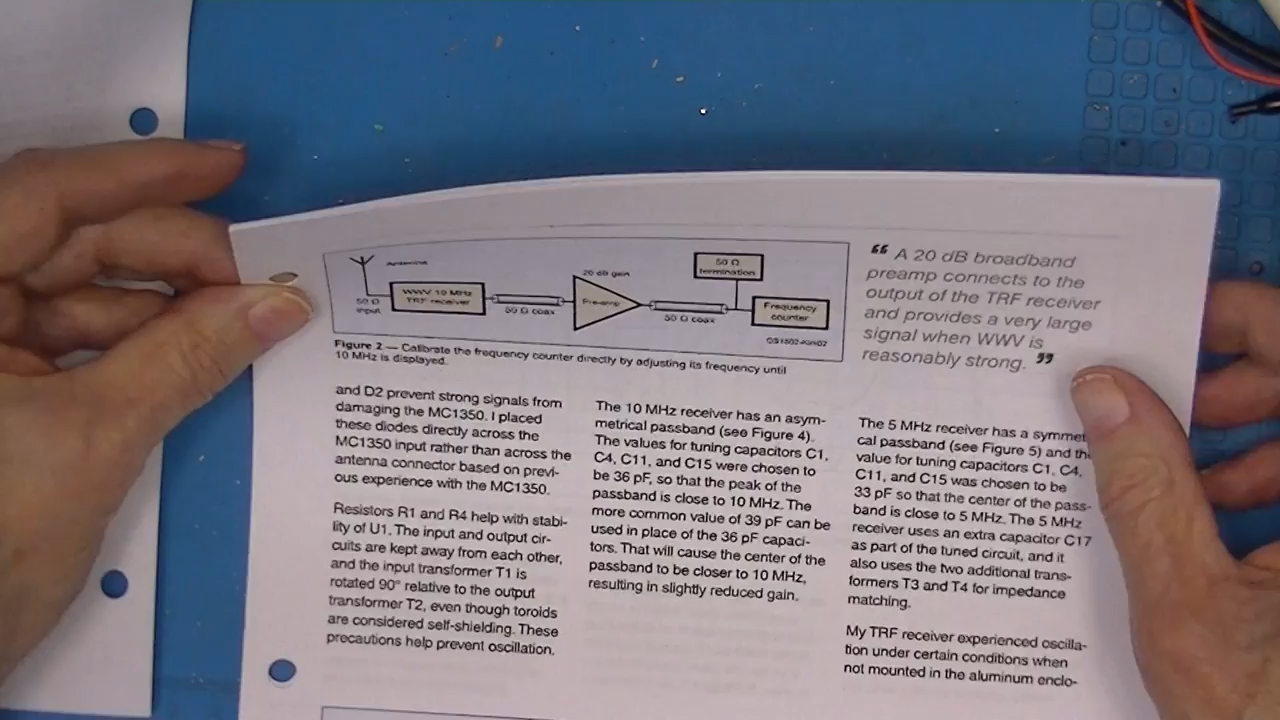 Antenna
50 Ω
input
WWV 10 MHz
TRF receiver
50 Ω coax
20 dB gain
Preamp
50 Ω coax
50 Ω
termination
Frequency
counter
Figure 2 — Calibrate the frequency counter directly by adjusting its frequency until
10 MHz is displayed.
“ A 20 dB broadband
preamp connects to the
output of the TRF receiver
and provides a very large
signal when WWV is
reasonably strong. ”
and D2 prevent strong signals from
damaging the MC1350. I placed
these diodes directly across the
MC1350 input rather than across the
antenna connector based on previ-
ous experience with the MC1350.
Resistors R1 and R4 help with stabi-
lity of U1. The input and output cir-
cuits are kept away from each other,
and the input transformer T1 is
rotated 90° relative to the output
transformer T2, even though toroids
are considered self-shielding. These
precautions help prevent oscillation.
The 10 MHz receiver has an asym-
metrical passband (see Figure 4).
The values for tuning capacitors C1,
C4, C11, and C15 were chosen to
be 36 pF, so that the peak of the
passband is close to 10 MHz. The
more common value of 39 pF can be
used in place of the 36 pF capaci-
tors. That will cause the center of the
passband to be closer to 10 MHz,
resulting in slightly reduced gain.
The 5 MHz receiver has a symmet
cal passband (see Figure 5) and th
value for tuning capacitors C1, C4,
C11, and C15 was chosen to be
33 pF so that the center of the pass-
band is close to 5 MHz. The 5 MHz
receiver uses an extra capacitor C17
as part of the tuned circuit, and it
also uses the two additional trans-
formers T3 and T4 for impedance
matching.
My TRF receiver experienced oscilla-
tion under certain conditions when
not mounted in the aluminum enclo-